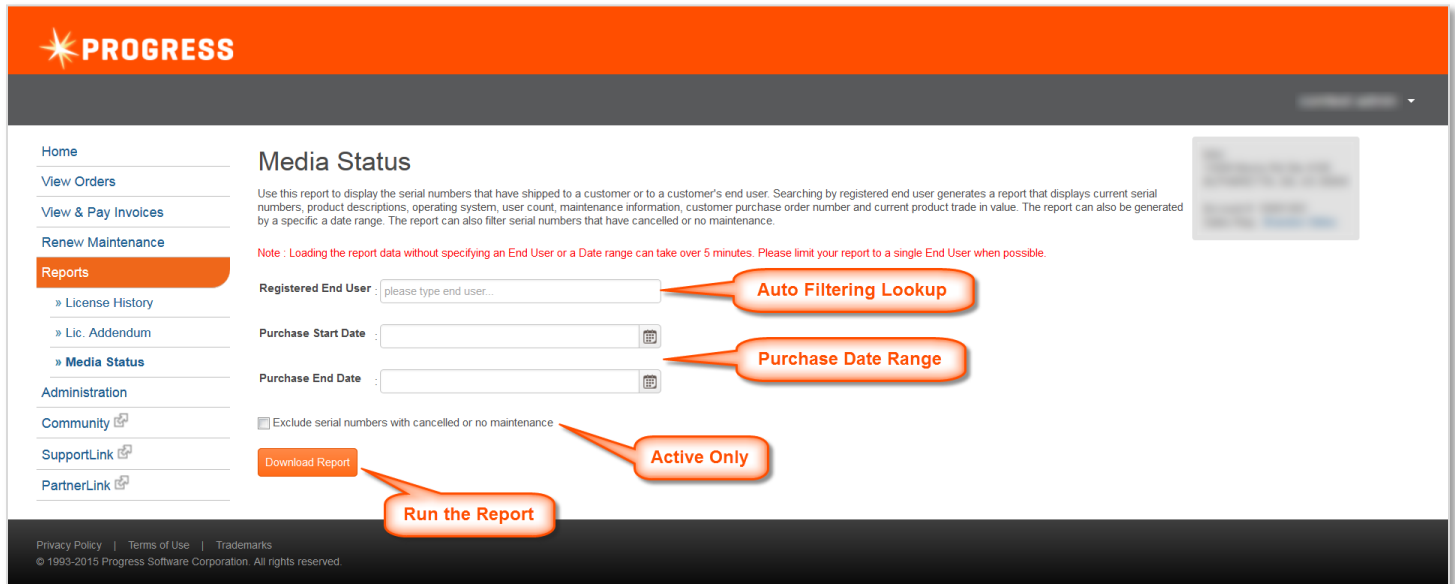 PROGRESS
Home
View Orders
View & Pay Invoices
Renew Maintenance
Reports
» License History
» Lic. Addendum
» Media Status
Administration
Community
SupportLink
PartnerLink
Media Status
Use this report to display the serial numbers that have shipped to a customer or to a customer's end user. Searching by registered end user generates a report that displays current serial
numbers, product descriptions, operating system, user count, maintenance information, customer purchase order number and current product trade in value. The report can also be generated
by a specific a date range. The report can also filter serial numbers that have cancelled or no maintenance.
Note : Loading the report data without specifying an End User or a Date range can take over 5 minutes. Please limit your report to a single End User when possible.
Registered End User : please type end user...
Auto Filtering Lookup
Purchase Start Date :
Purchase Date Range
Purchase End Date :
Exclude serial numbers with cancelled or no maintenance
Active Only
Download Report
Run the Report
Privacy Policy | Terms of Use | Trademarks
© 1993-2015 Progress Software Corporation. All rights reserved.